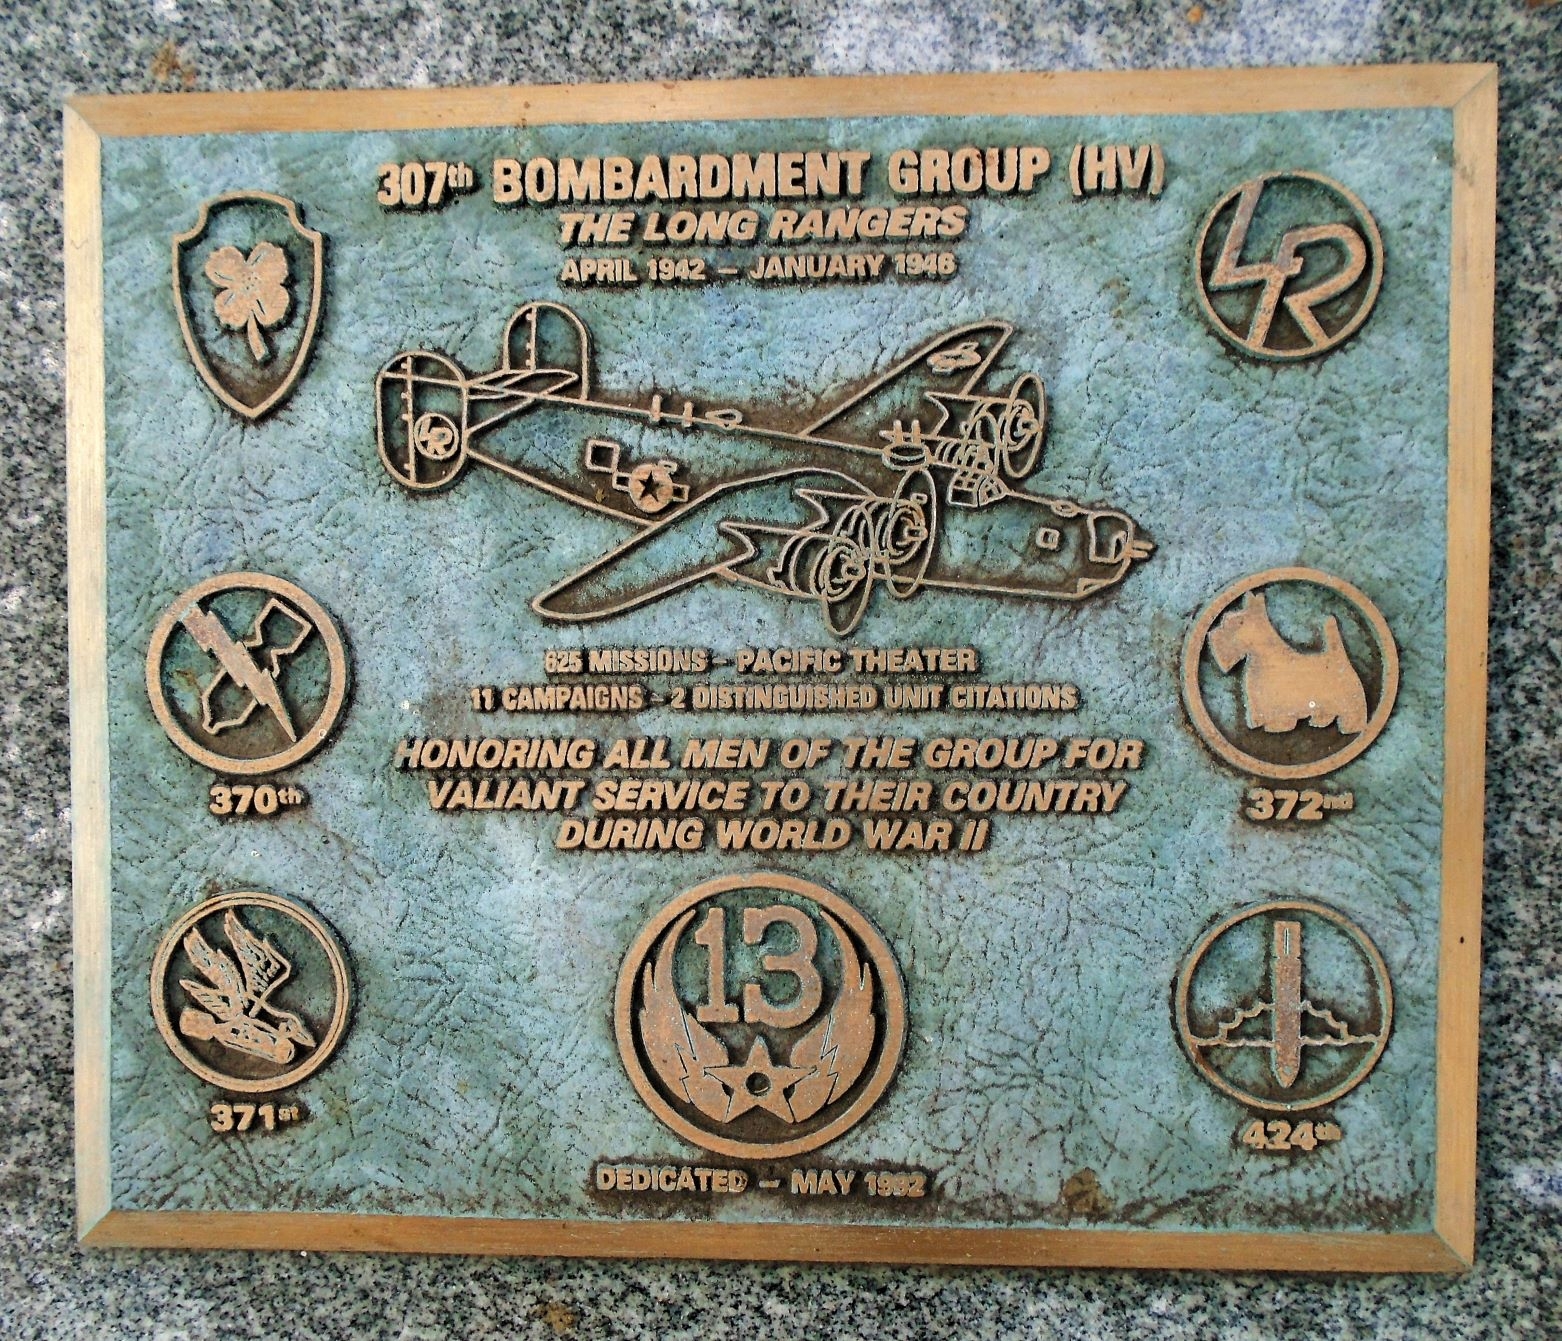 307th BOMBARDMENT GROUP (HV)
THE LONG RANGERS
APRIL 1942 – JANUARY 1946
LR
LR
625 MISSIONS – PACIFIC THEATER
11 CAMPAIGNS – 2 DISTINGUISHED UNIT CITATIONS
HONORING ALL MEN OF THE GROUP FOR
VALIANT SERVICE TO THEIR COUNTRY
DURING WORLD WAR II
370th
372nd
13
371st
424th
DEDICATED – MAY 1992